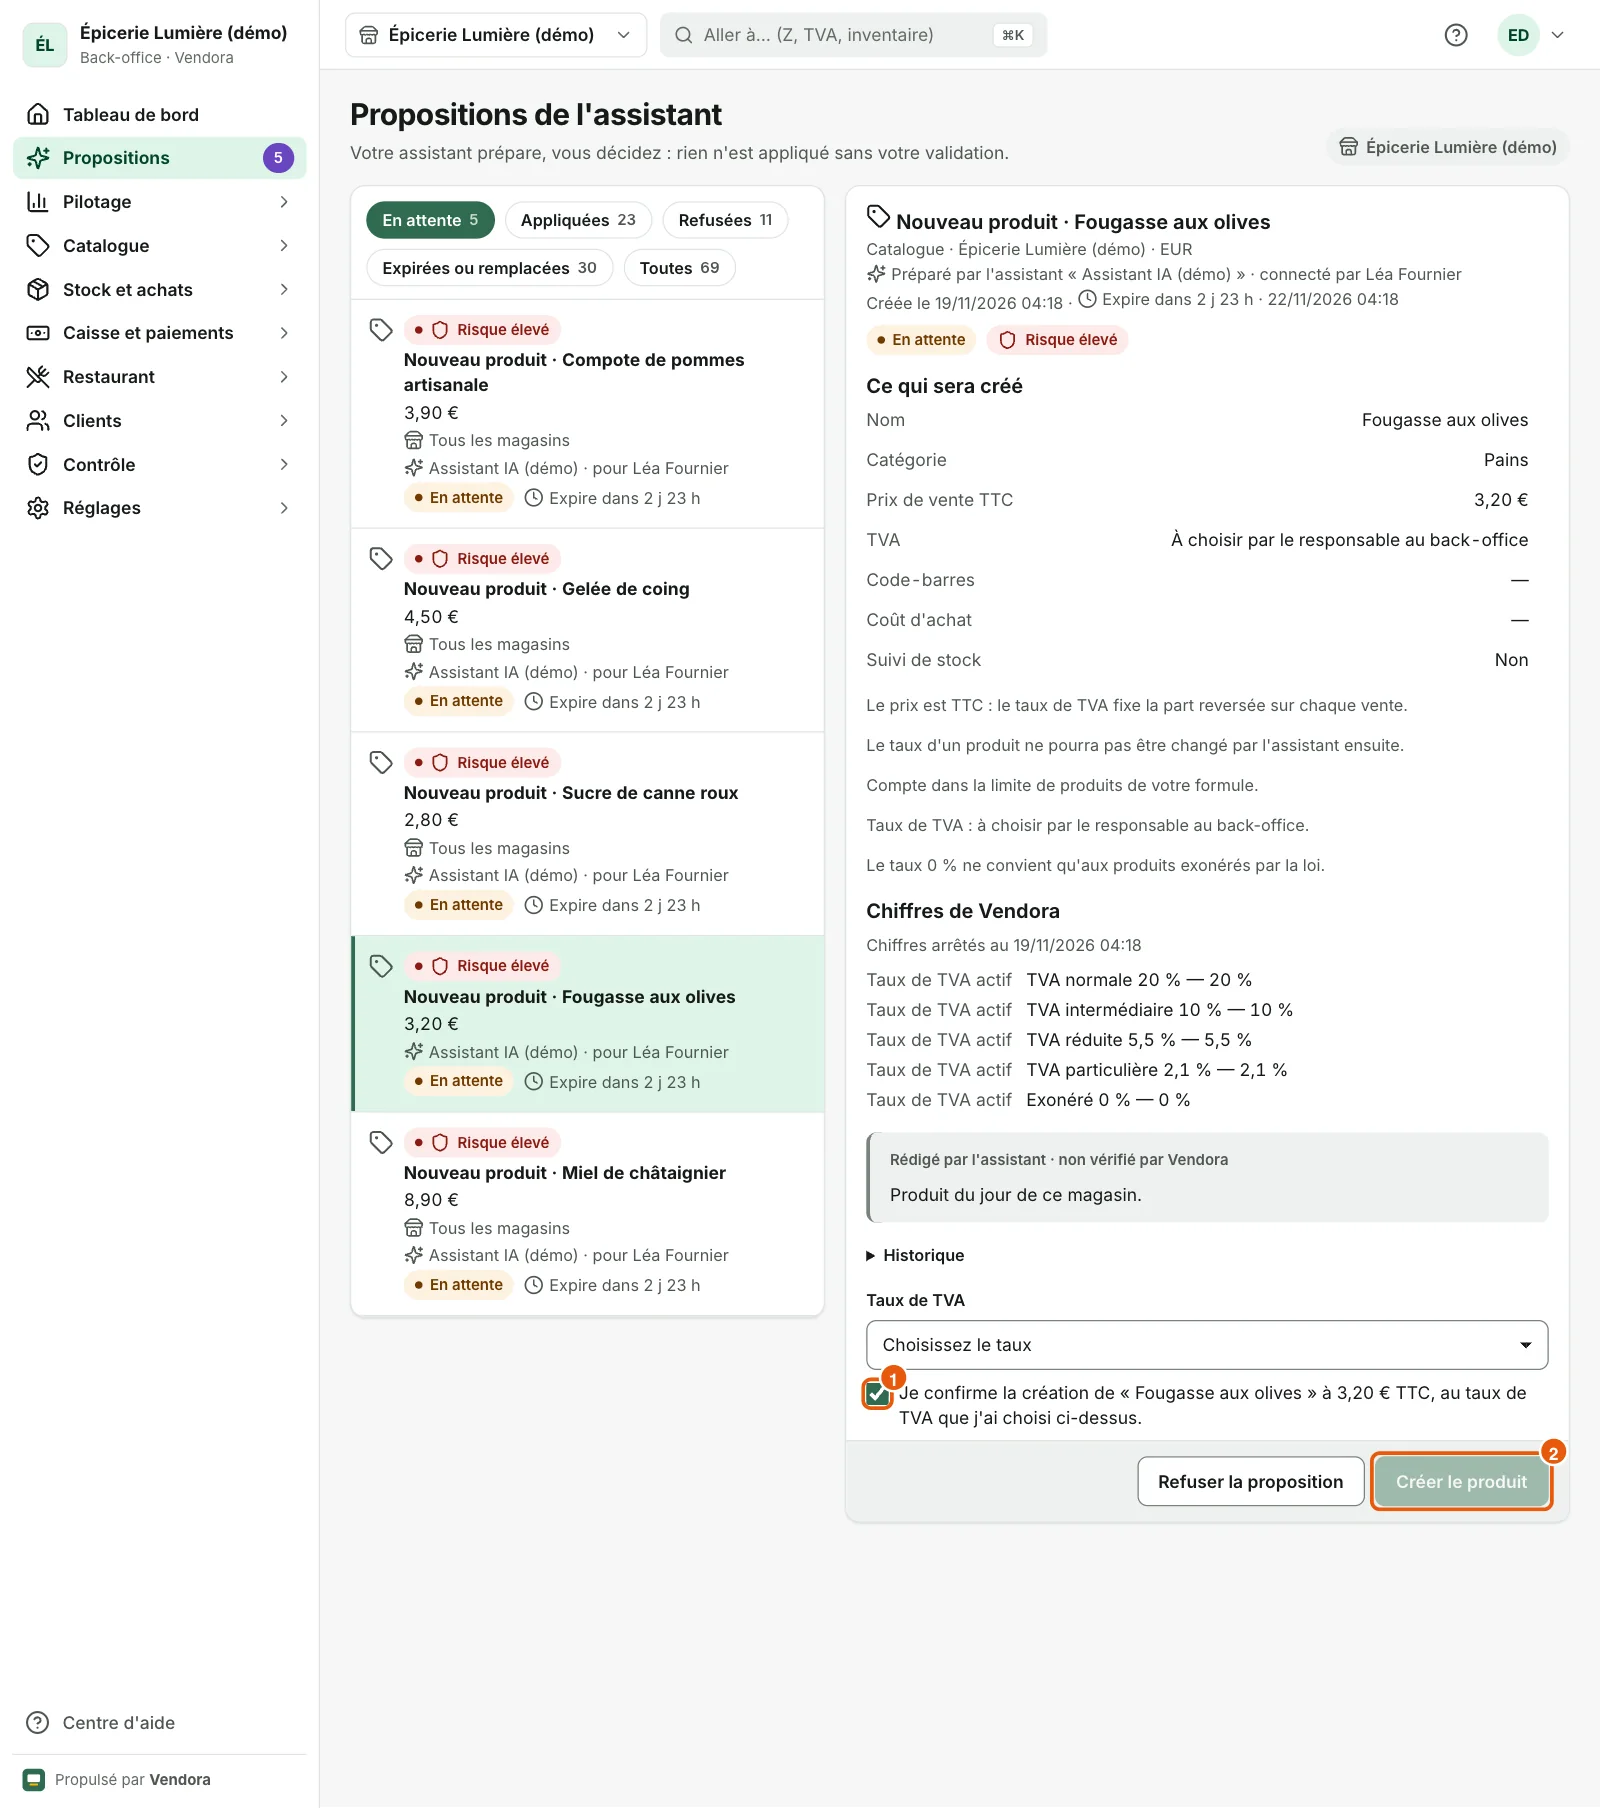 ÉL
Épicerie Lumière (démo)
Back-office · Vendora
Tableau de bord
Propositions 5
Pilotage
Catalogue
Stock et achats
Caisse et paiements
Restaurant
Clients
Contrôle
Réglages
Centre d'aide
Propulsé par Vendora
Épicerie Lumière (démo)
Aller à... (Z, TVA, inventaire) ⌘K
ED
Propositions de l'assistant
Votre assistant prépare, vous décidez : rien n'est appliqué sans votre validation.
Épicerie Lumière (démo)
En attente 5 Appliquées 23 Refusées 11
Expirées ou remplacées 30 Toutes 69
Risque élevé
Nouveau produit · Compote de pommes
artisanale
3,90 €
Tous les magasins
Assistant IA (démo) · pour Léa Fournier
En attente Expire dans 2 j 23 h
Risque élevé
Nouveau produit · Gelée de coing
4,50 €
Tous les magasins
Assistant IA (démo) · pour Léa Fournier
En attente Expire dans 2 j 23 h
Risque élevé
Nouveau produit · Sucre de canne roux
2,80 €
Tous les magasins
Assistant IA (démo) · pour Léa Fournier
En attente Expire dans 2 j 23 h
Risque élevé
Nouveau produit · Fougasse aux olives
3,20 €
Assistant IA (démo) · pour Léa Fournier
En attente Expire dans 2 j 23 h
Risque élevé
Nouveau produit · Miel de châtaignier
8,90 €
Tous les magasins
Assistant IA (démo) · pour Léa Fournier
En attente Expire dans 2 j 23 h
Nouveau produit · Fougasse aux olives
Catalogue · Épicerie Lumière (démo) · EUR
Préparé par l'assistant « Assistant IA (démo) » · connecté par Léa Fournier
Créée le 19/11/2026 04:18 · Expire dans 2 j 23 h · 22/11/2026 04:18
En attente Risque élevé
Ce qui sera créé
Nom Fougasse aux olives
Catégorie Pains
Prix de vente TTC 3,20 €
TVA À choisir par le responsable au back-office
Code-barres —
Coût d'achat —
Suivi de stock Non
Le prix est TTC : le taux de TVA fixe la part reversée sur chaque vente.
Le taux d'un produit ne pourra pas être changé par l'assistant ensuite.
Compte dans la limite de produits de votre formule.
Taux de TVA : à choisir par le responsable au back-office.
Le taux 0 % ne convient qu'aux produits exonérés par la loi.
Chiffres de Vendora
Chiffres arrêtés au 19/11/2026 04:18
Taux de TVA actif TVA normale 20 % — 20 %
Taux de TVA actif TVA intermédiaire 10 % — 10 %
Taux de TVA actif TVA réduite 5,5 % — 5,5 %
Taux de TVA actif TVA particulière 2,1 % — 2,1 %
Taux de TVA actif Exonéré 0 % — 0 %
Rédigé par l'assistant · non vérifié par Vendora
Produit du jour de ce magasin.
Historique
Taux de TVA
Choisissez le taux
1
Je confirme la création de « Fougasse aux olives » à 3,20 € TTC, au taux de
TVA que j'ai choisi ci-dessus.
2
Refuser la proposition Créer le produit